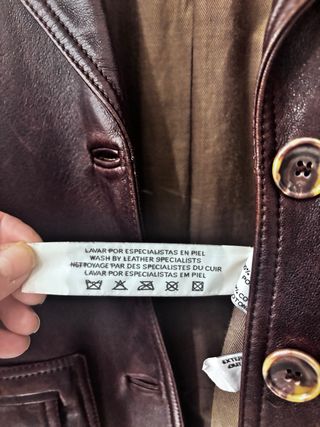 LAVAR POR ESPECIALISTAS EN PIEL
WASH BY LEATHER SPECIALISTS
NETTOYAGE PAR DES SPECIALISTES DU CUIR
LAVAR POR ESPECIALISTAS EM PIEL
EXTER